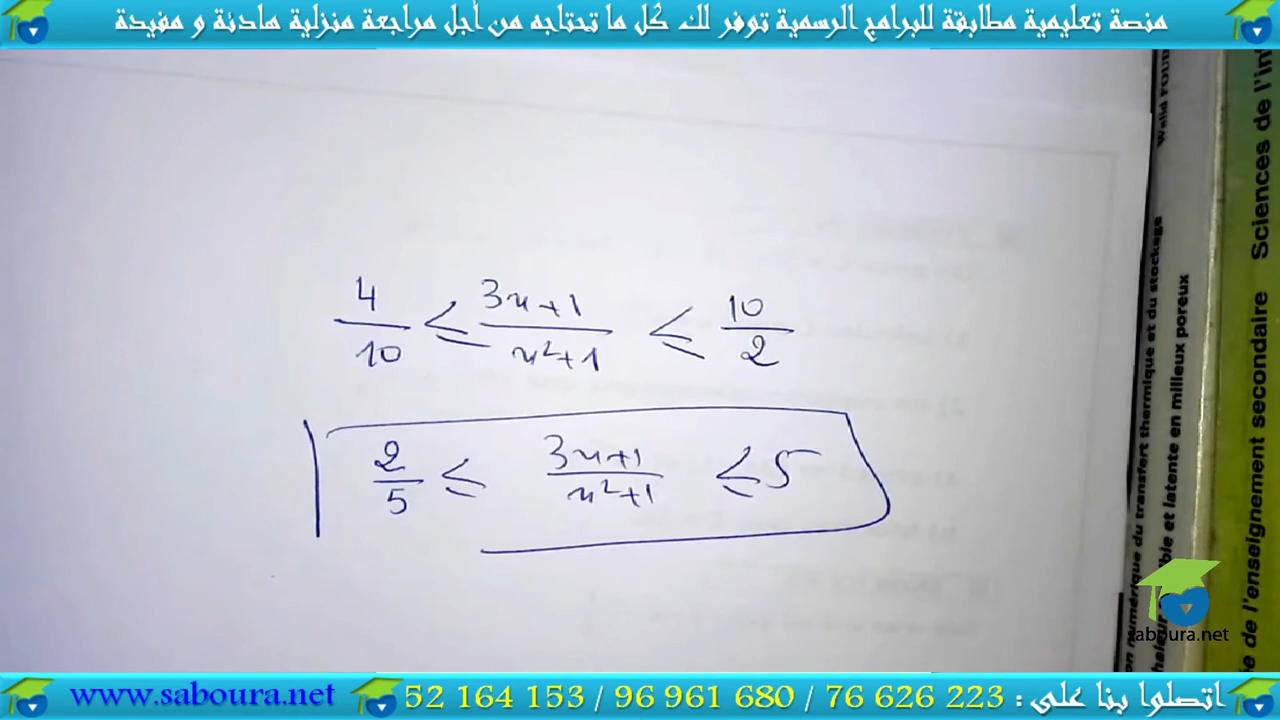 منصة تعليمية مطابقة للبرامج الرسمية توفر لك كل ما تحتاجه من أجل مراجعة منزلية هادئة و مفيدة
4/10 ≤ (3x+1)/(x²+1) ≤ 10/2
2/5 ≤ (3x+1)/(x²+1) ≤ 5
Walid
on numérique du transfert thermique et du stockage
et latente en milieux poreux
Sciences de l'in
e de l'enseignement secondaire
saboura.net
www.saboura.net
اتصلوا بنا على : 52 164 153 / 96 961 680 / 76 626 223